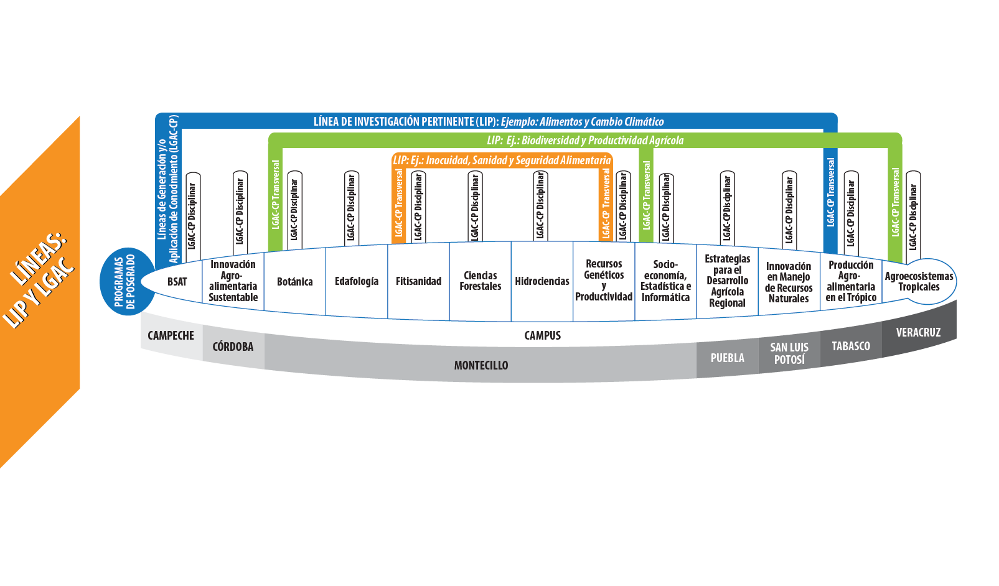 LÍNEAS:
LIP Y LGAC
LÍNEA DE INVESTIGACIÓN PERTINENTE (LIP): Ejemplo: Alimentos y Cambio Climático
LIP: Ej.: Biodiversidad y Productividad Agrícola
LIP: Ej.: Inocuidad, Sanidad y Seguridad Alimentaria
Líneas de Generación y/o
Aplicación de Conocimiento (LGAC-CP)
LGAC-CP Disciplinar
LGAC-CP Disciplinar
LGAC-CP Transversal
LGAC-CP Disciplinar
LGAC-CP Disciplinar
LGAC-CP Transversal
LGAC-CP Disciplinar
LGAC-CP Disciplinar
LGAC-CP Disciplinar
LGAC-CP Transversal
LGAC-CP Disciplinar
LGAC-CP Transversal
LGAC-CP Disciplinar
LGAC-CPDisciplinar
LGAC-CP Disciplinar
LGAC-CP Transversal
LGAC-CP Disciplinar
LGAC-CP Transversal
LGAC-CP Disciplinar
PROGRAMAS
DE POSGRADO
BSAT
Innovación
Agro-
alimentaria
Sustentable
Botánica
Edafología
Fitisanidad
Ciencias
Forestales
Hidrociencias
Recursos
Genéticos
y
Productividad
Socio-
economía,
Estadística e
Informática
Estrategias
para el
Desarrollo
Agrícola
Regional
Innovación
en Manejo
de Recursos
Naturales
Producción
Agro-
alimentaria
en el Trópico
Agroecosistemas
Tropicales
CAMPUS
CAMPECHE
CÓRDOBA
MONTECILLO
PUEBLA
SAN LUIS
POTOSÍ
TABASCO
VERACRUZ